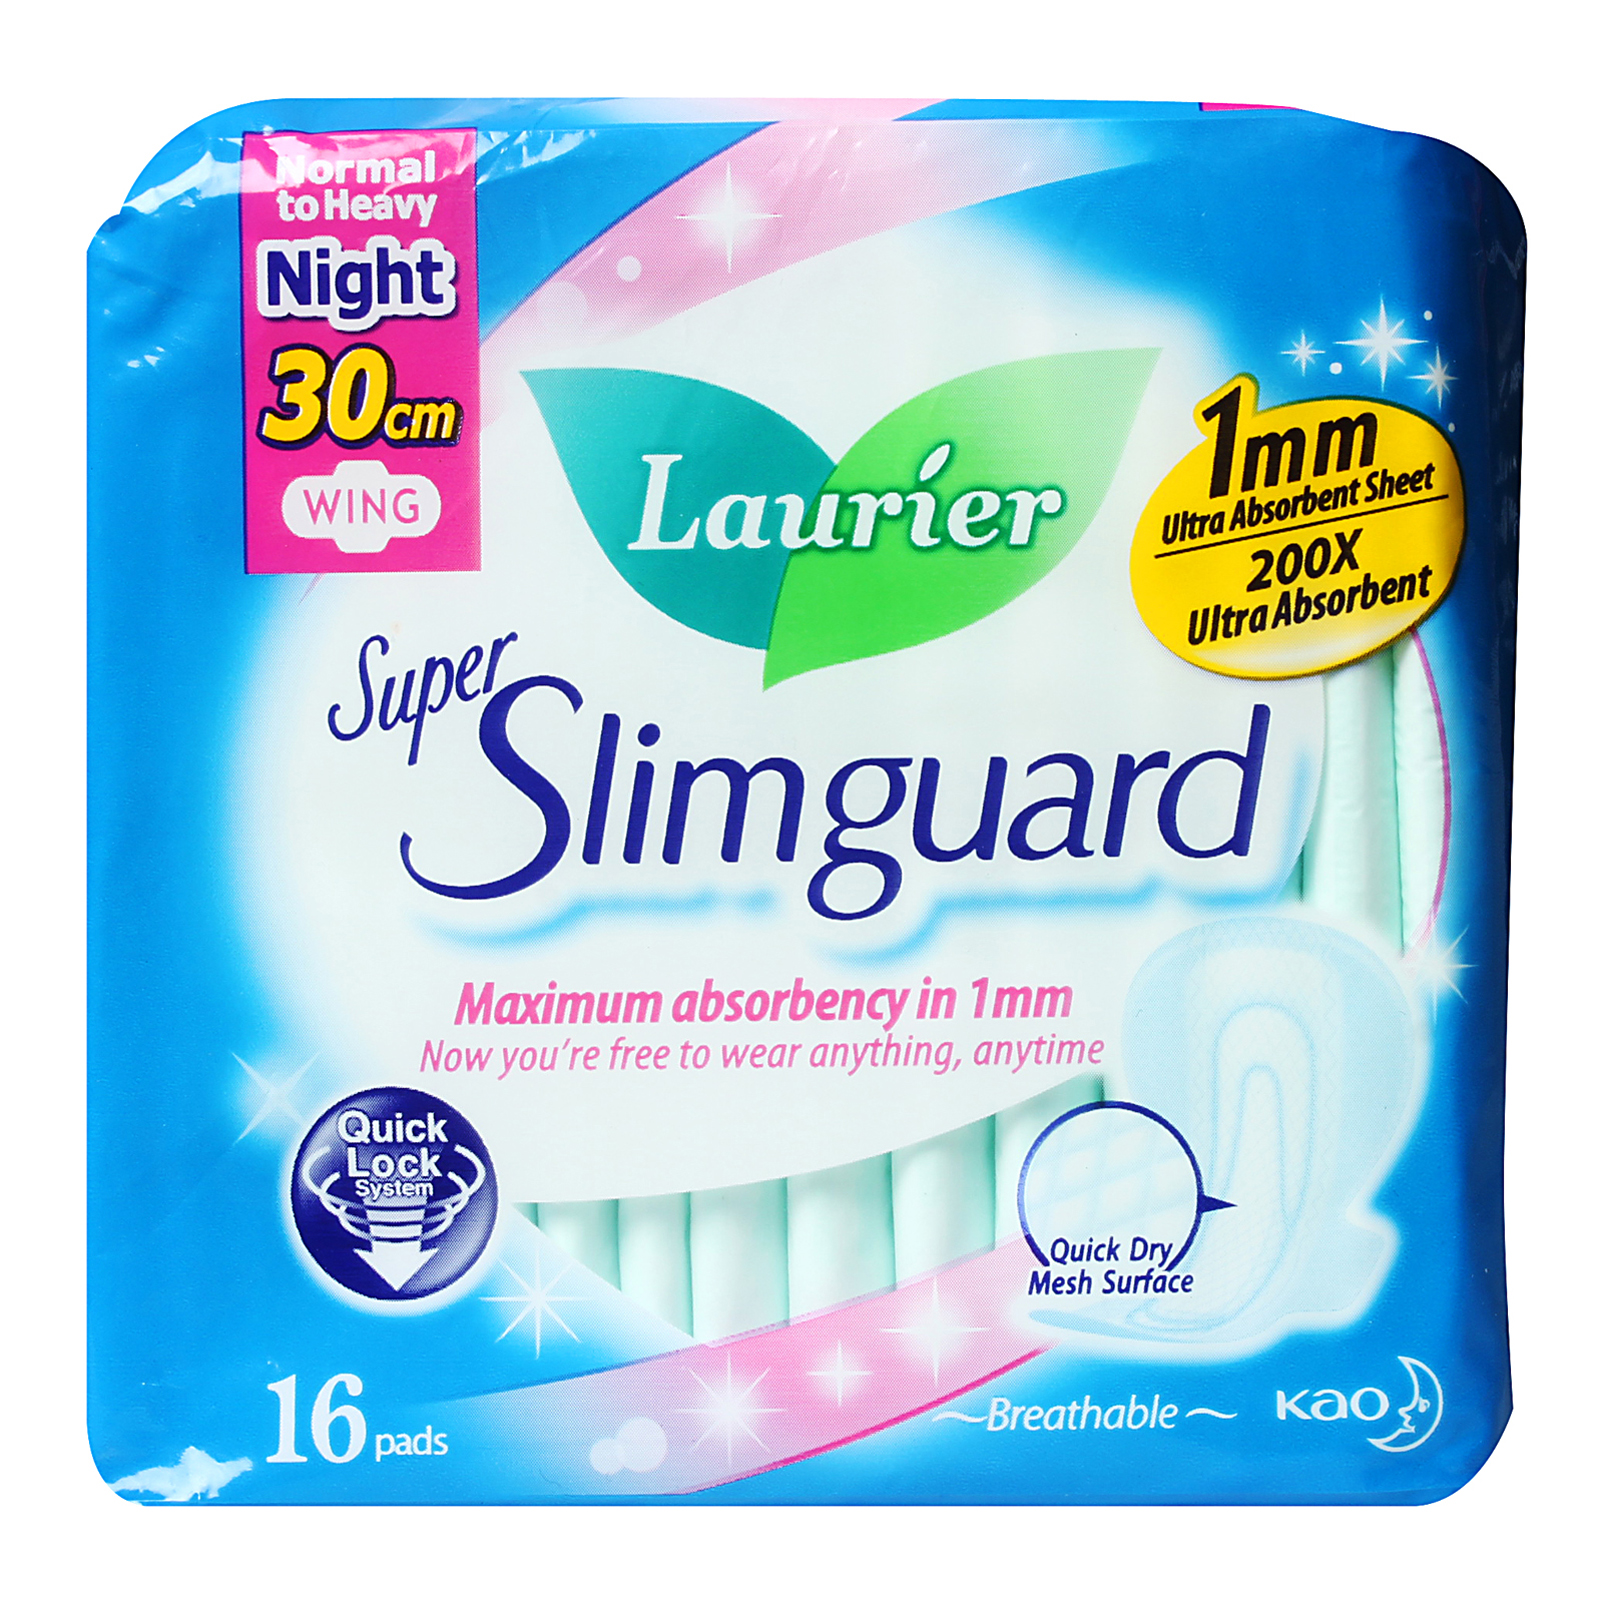 Normal
to Heavy
Night
30cm
WING
Laurier
1mm
Ultra Absorbent Sheet
200X
Ultra Absorbent
Super
Slimguard
Maximum absorbency in 1mm
Now you're free to wear anything, anytime
Quick
Lock
System
Quick Dry
Mesh Surface
16 pads
~Breathable~
Kao